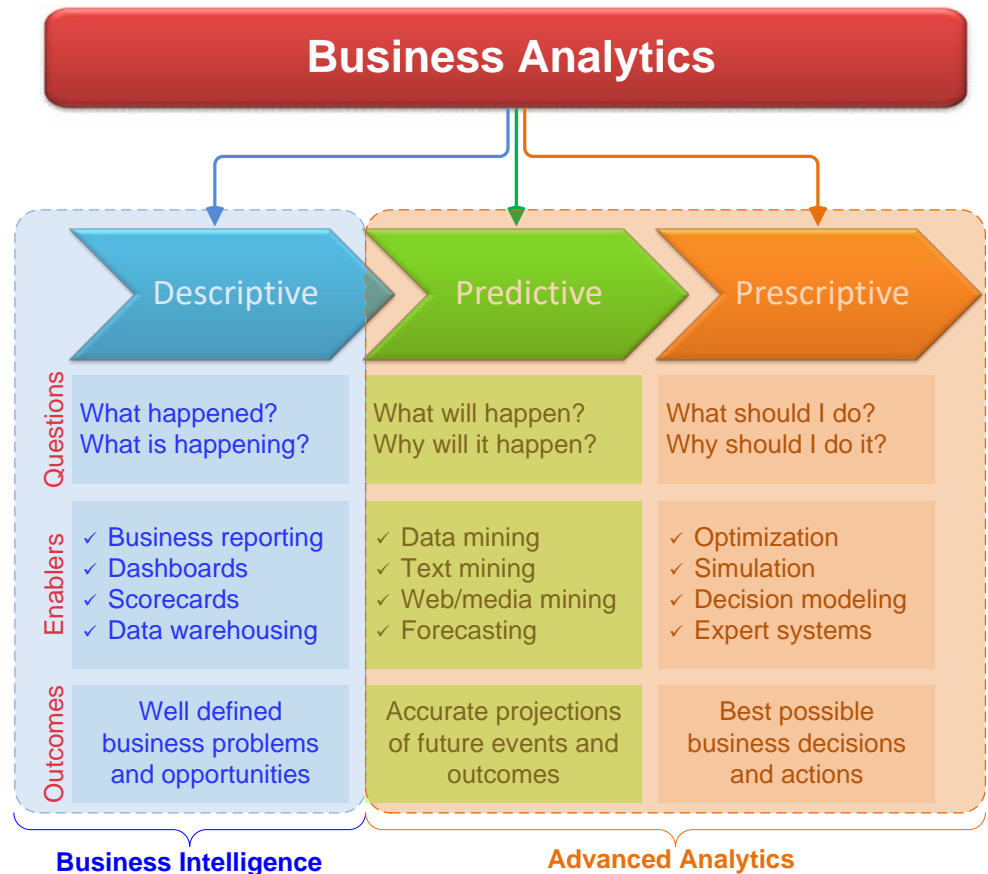 Business Analytics
Descriptive
Predictive
Prescriptive
Questions
What happened?
What is happening?
What will happen?
Why will it happen?
What should I do?
Why should I do it?
Enablers
✓ Business reporting
✓ Dashboards
✓ Scorecards
✓ Data warehousing
✓ Data mining
✓ Text mining
✓ Web/media mining
✓ Forecasting
✓ Optimization
✓ Simulation
✓ Decision modeling
✓ Expert systems
Outcomes
Well defined
business problems
and opportunities
Accurate projections
of future events and
outcomes
Best possible
business decisions
and actions
Business Intelligence
Advanced Analytics